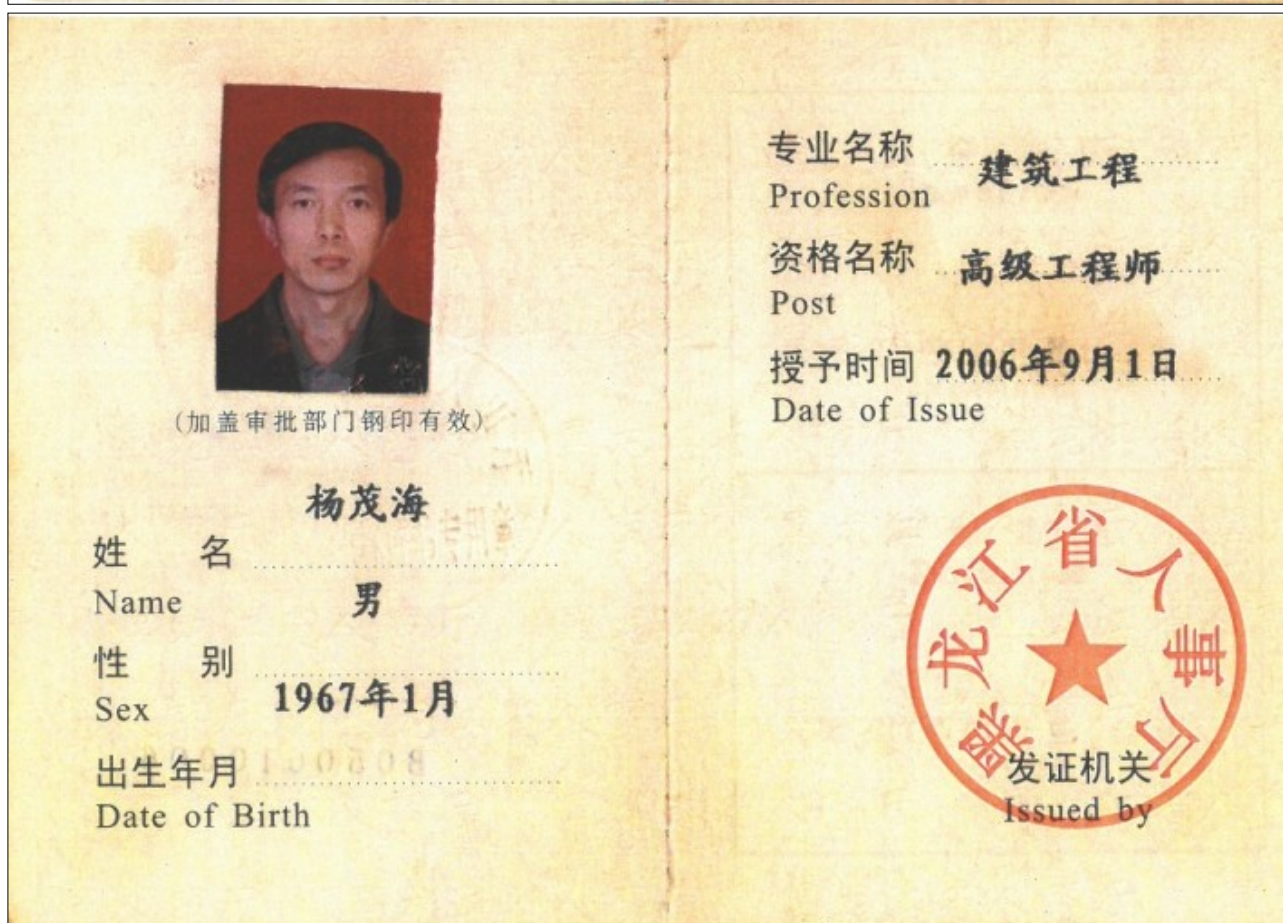 (加盖审批部门钢印有效)
杨茂海
姓 名
Name
男
性 别
Sex
1967年1月
出生年月
Date of Birth
专业名称 建筑工程
Profession
资格名称 高级工程师
Post
授予时间 2006年9月1日
Date of Issue
黑龙江省人事厅
发证机关
Issued by